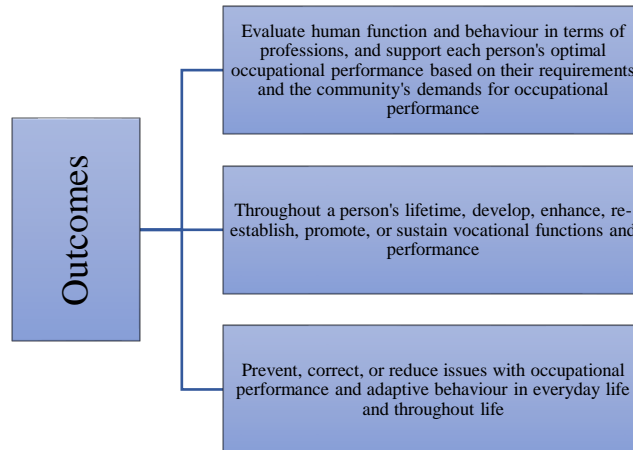 Outcomes
Evaluate human function and behaviour in terms of
professions, and support each person's optimal
occupational performance based on their requirements
and the community's demands for occupational
performance
Throughout a person's lifetime, develop, enhance, re-
establish, promote, or sustain vocational functions and
performance
Prevent, correct, or reduce issues with occupational
performance and adaptive behaviour in everyday life
and throughout life